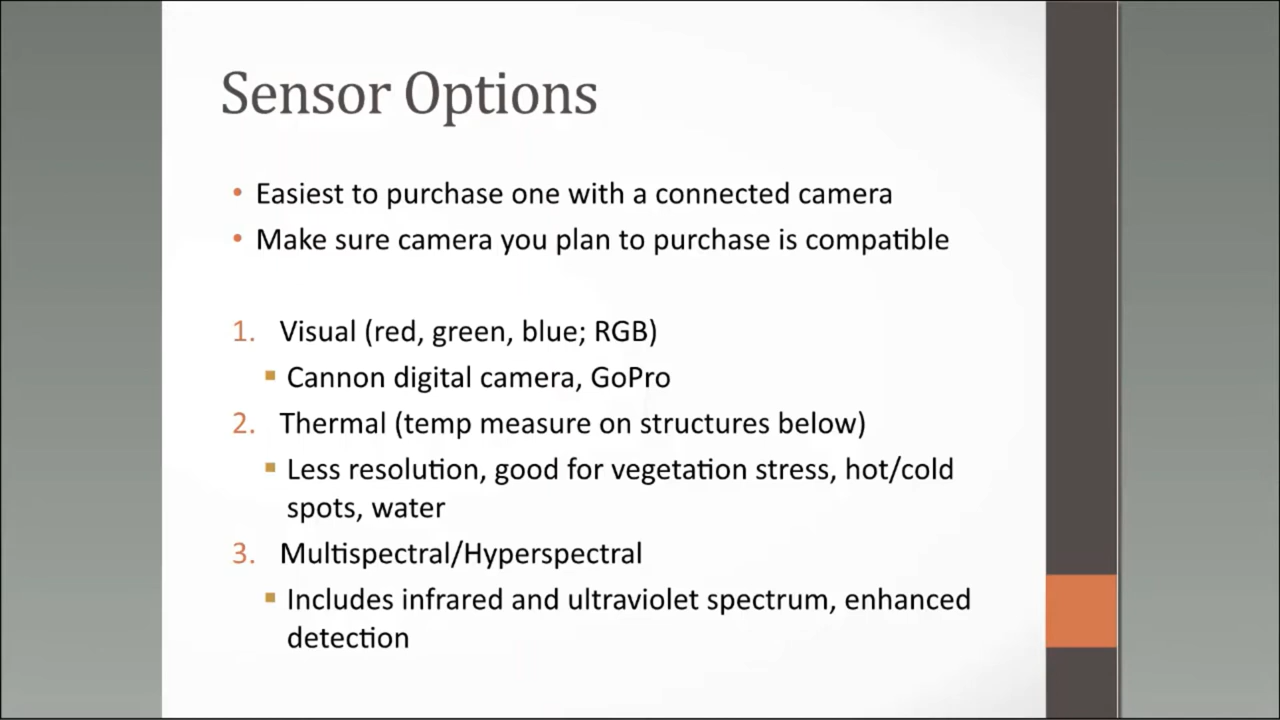 Sensor Options
• Easiest to purchase one with a connected camera
• Make sure camera you plan to purchase is compatible
1. Visual (red, green, blue; RGB)
▪ Cannon digital camera, GoPro
2. Thermal (temp measure on structures below)
▪ Less resolution, good for vegetation stress, hot/cold
spots, water
3. Multispectral/Hyperspectral
▪ Includes infrared and ultraviolet spectrum, enhanced
detection